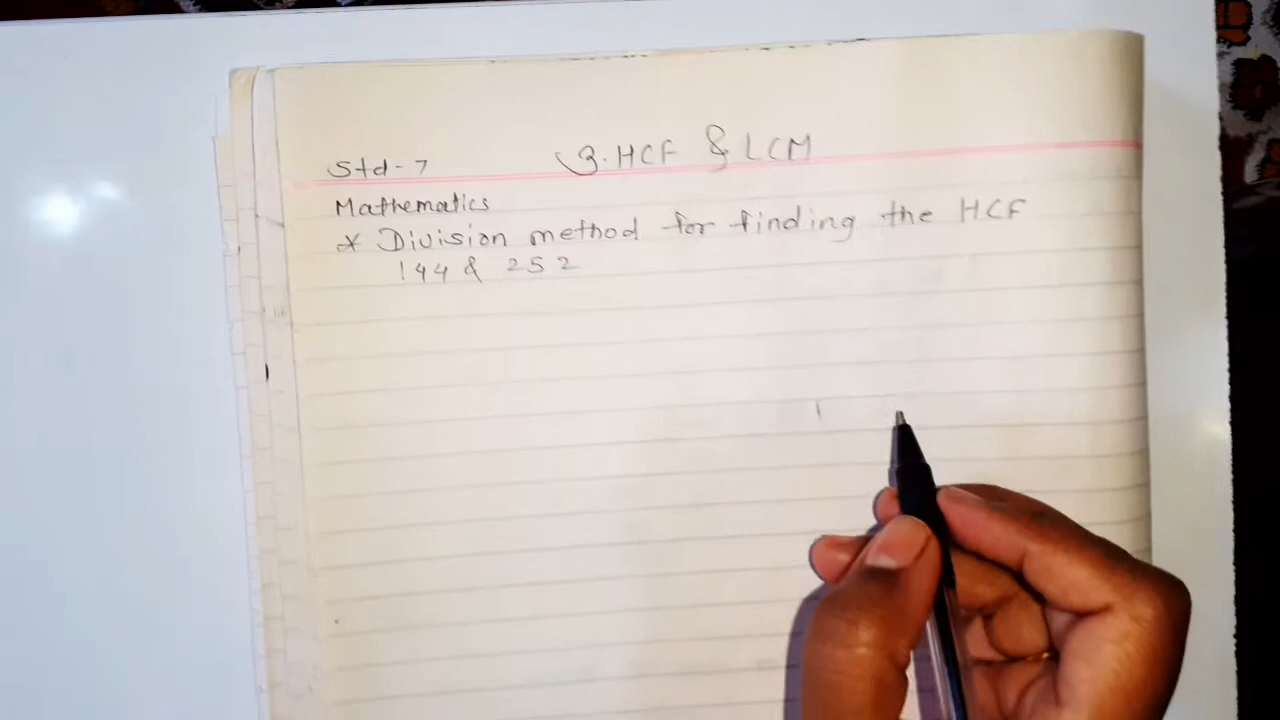 Std-7 3.HCF & LCM
Mathematics
* Division method for finding the HCF
144 & 252